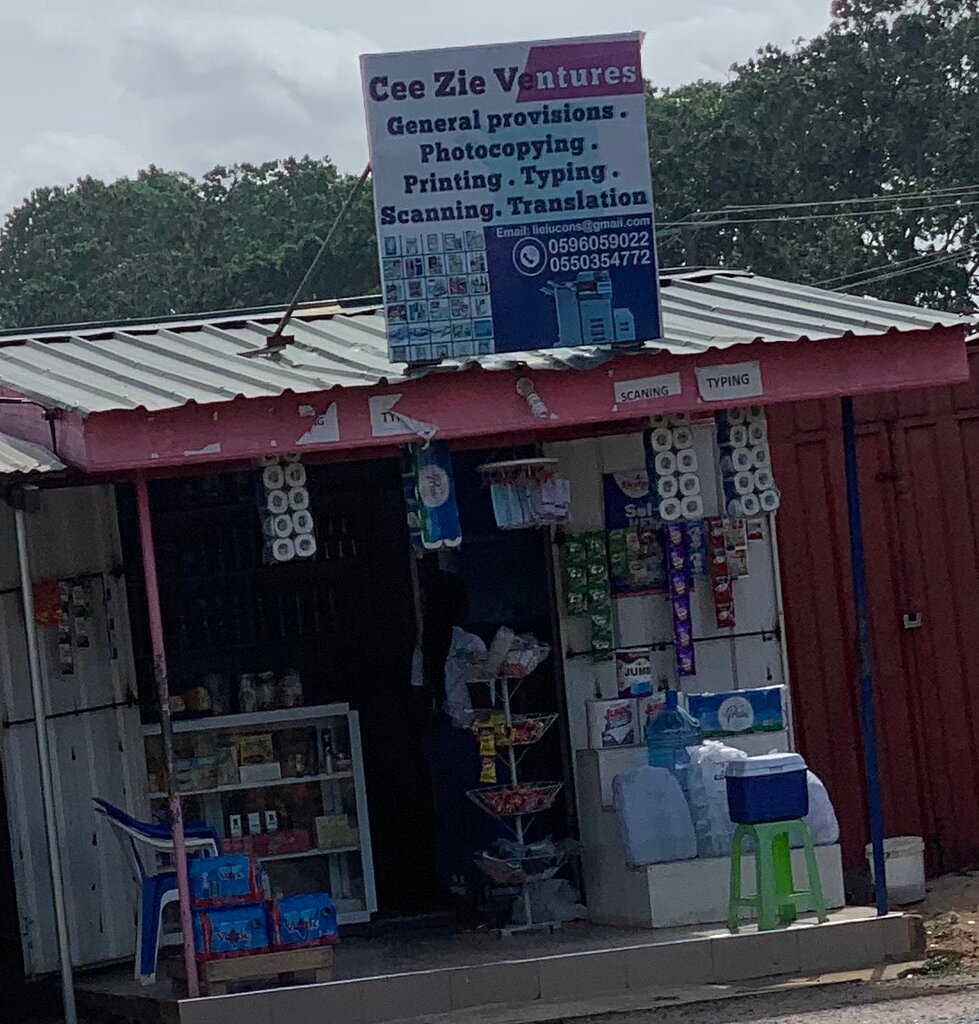 Cee Zie Ventures
General provisions .
Photocopying .
Printing . Typing .
Scanning. Translation
Email: lielucons@gmail.com
0596059022
0550354772
SCANING
TYPING